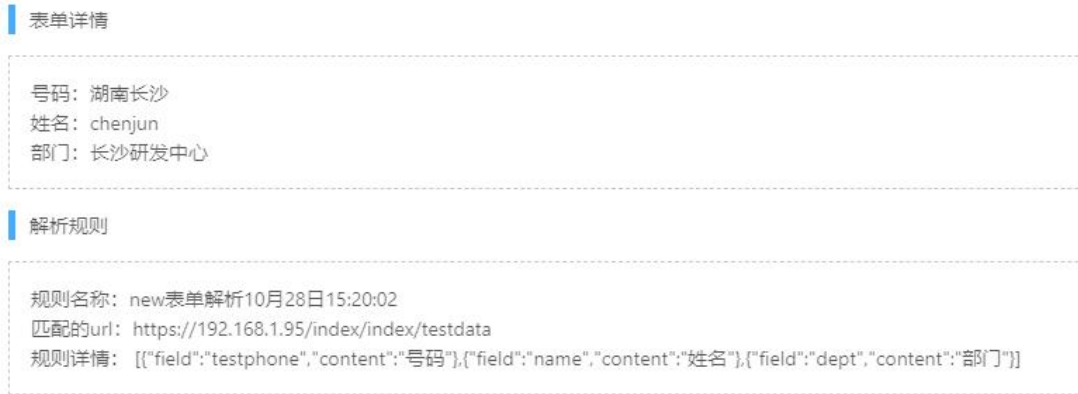 表单详情
号码：湖南长沙
姓名：chenjun
部门：长沙研发中心
解析规则
规则名称：new表单解析10月28日15:20:02
匹配的url：https://192.168.1.95/index/index/testdata
规则详情： [{"field":"testphone","content":"号码"},{"field":"name","content":"姓名"},{"field":"dept","content":"部门"}]